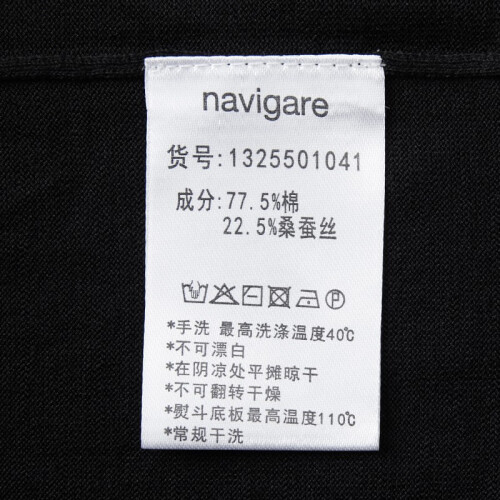 navigare
货号:1325501041
成分:77.5%棉
22.5%桑蚕丝
*手洗 最高洗涤温度40℃
*不可漂白
*在阴凉处平摊晾干
*不可翻转干燥
*熨斗底板最高温度110℃
*常规干洗